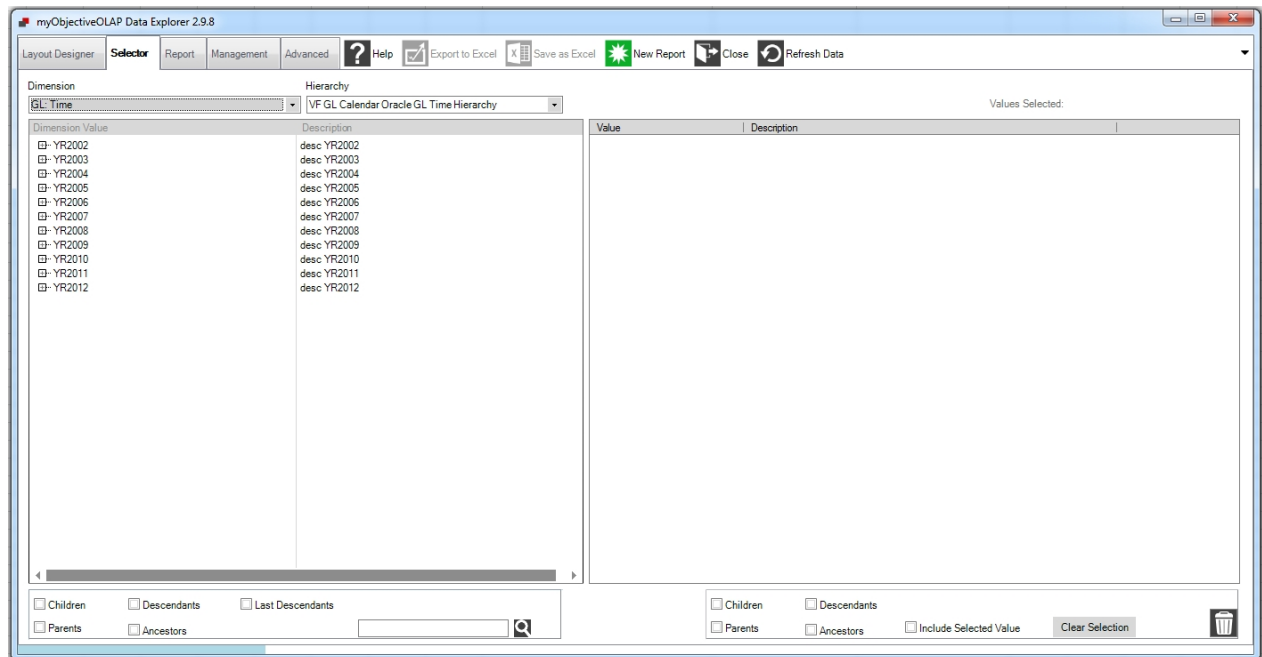 myObjectiveOLAP Data Explorer 2.9.8
Layout Designer Selector Report Management Advanced ? Help Export to Excel X Save as Excel New Report Close Refresh Data
Dimension Hierarchy
GL: Time VF GL Calendar Oracle GL Time Hierarchy Values Selected:
Dimension Value Description Value Description
YR2002 desc YR2002
YR2003 desc YR2003
YR2004 desc YR2004
YR2005 desc YR2005
YR2006 desc YR2006
YR2007 desc YR2007
YR2008 desc YR2008
YR2009 desc YR2009
YR2010 desc YR2010
YR2011 desc YR2011
YR2012 desc YR2012
Children Descendants Last Descendants Children Descendants
Parents Ancestors Parents Ancestors Include Selected Value Clear Selection